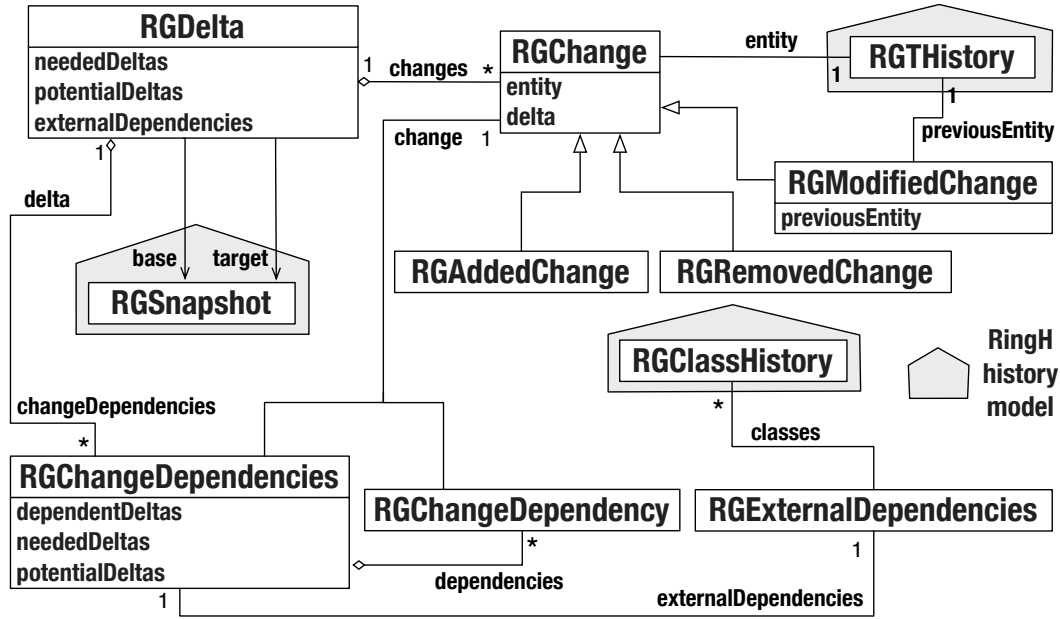 RGDelta
neededDeltas
potentialDeltas
externalDependencies
1
changes
*
RGChange
entity
delta
entity
1
RGTHistory
1
previousEntity
RGModifiedChange
previousEntity
change 1
1
delta
base
target
RGSnapshot
RGAddedChange
RGRemovedChange
RGClassHistory
*
classes
RingH
history
model
changeDependencies
*
RGChangeDependencies
dependentDeltas
neededDeltas
potentialDeltas
1
RGChangeDependency
*
dependencies
RGExternalDependencies
1
externalDependencies